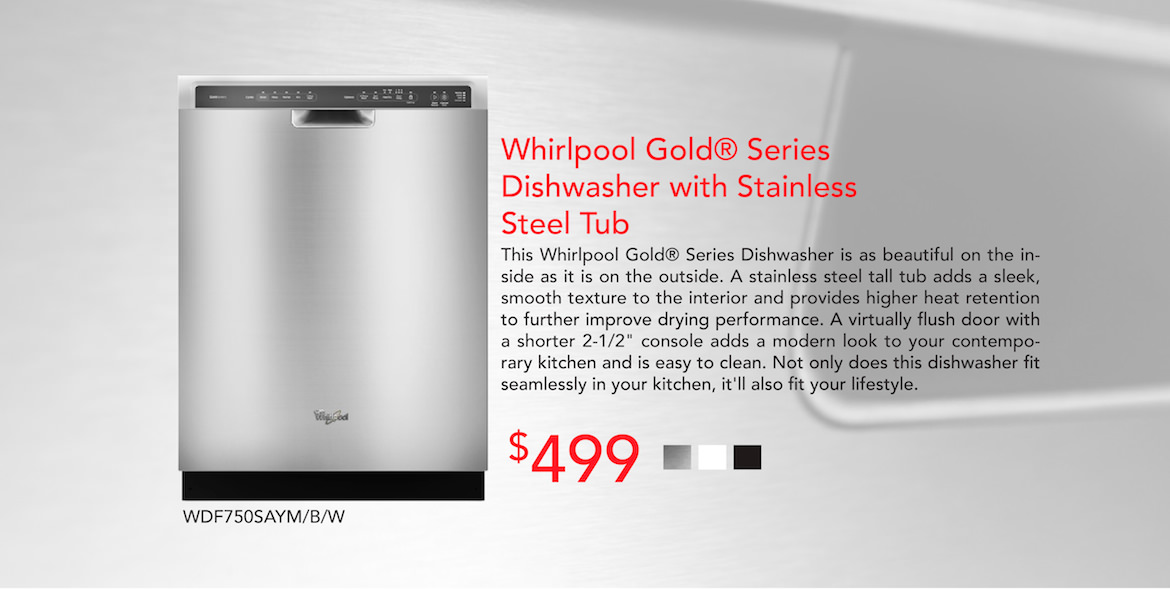 Whirlpool Gold® Series
Dishwasher with Stainless
Steel Tub
This Whirlpool Gold® Series Dishwasher is as beautiful on the in-
side as it is on the outside. A stainless steel tall tub adds a sleek,
smooth texture to the interior and provides higher heat retention
to further improve drying performance. A virtually flush door with
a shorter 2-1/2" console adds a modern look to your contempo-
rary kitchen and is easy to clean. Not only does this dishwasher fit
seamlessly in your kitchen, it'll also fit your lifestyle.
Whirlpool
$499
WDF750SAYM/B/W